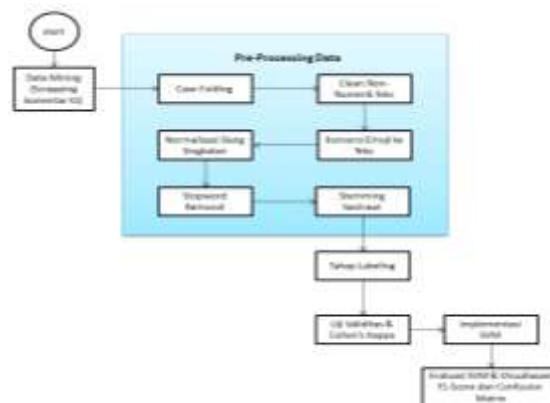 start
Pre-Processing Data
Data Mining
(Scrapping
Komentar IG)
Case Folding
Clean Non-
Numerik Teks
Normalisasi Slang
Singkatan
Konversi Emoji ke
Teks
Stopword
Removal
Stemming
Sastrawi
Tahap Labeling
Uji Validitas &
Cohen's Kappa
Implementasi
SVM
Evaluasi SVM & Visualisasi
F1-Score dan Confusion
Matrix